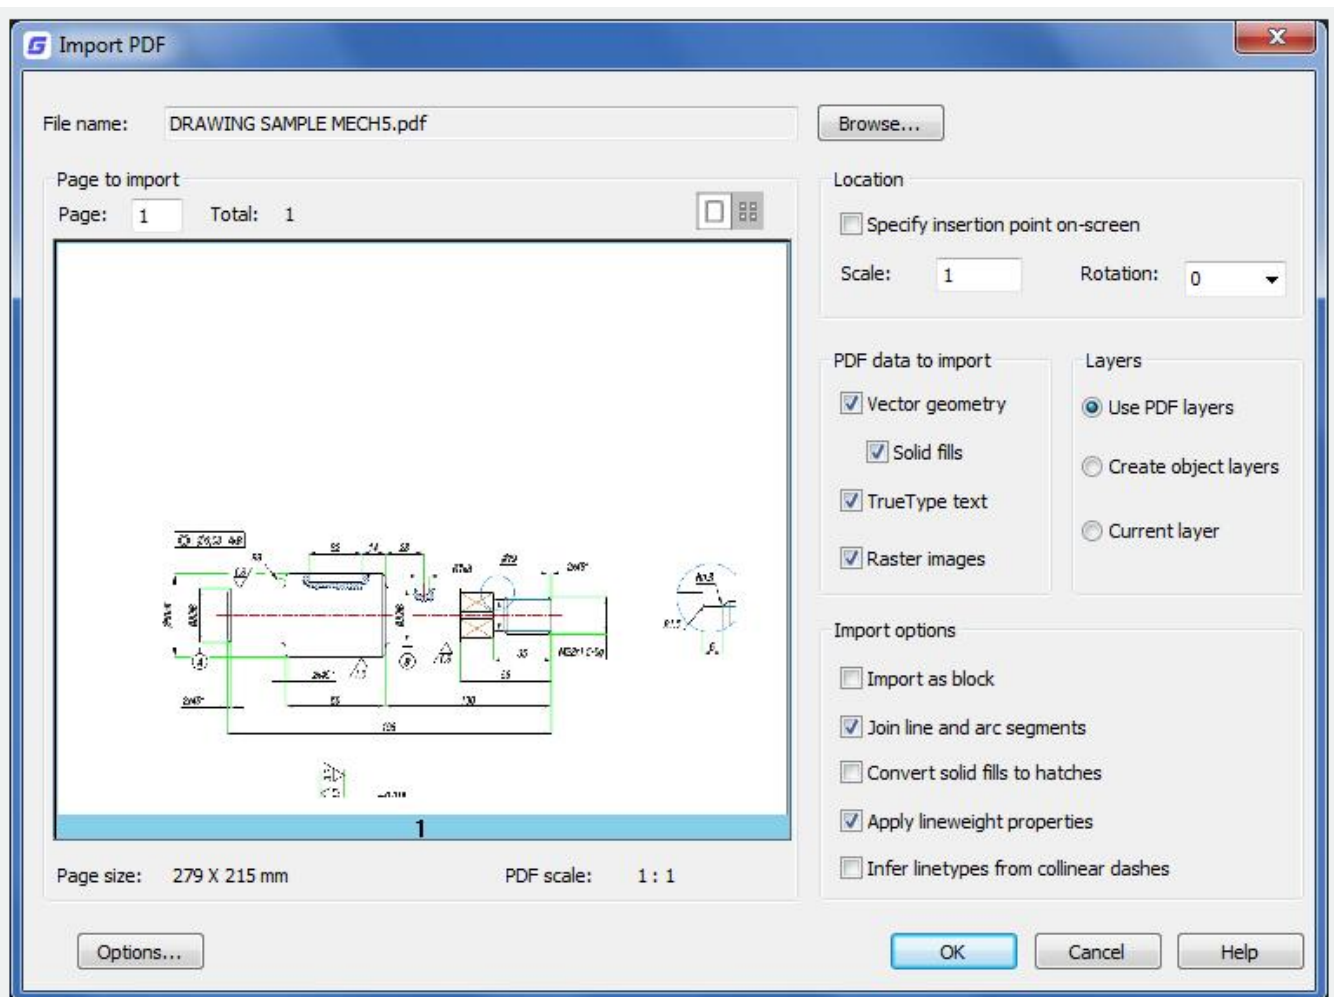 Import PDF
File name: DRAWING SAMPLE MECH5.pdf Browse...
Page to import
Page: 1 Total: 1
Location
Specify insertion point on-screen
Scale: 1 Rotation: 0
PDF data to import
Vector geometry
Solid fills
TrueType text
Raster images
Layers
Use PDF layers
Create object layers
Current layer
Import options
Import as block
Join line and arc segments
Convert solid fills to hatches
Apply lineweight properties
Infer linetypes from collinear dashes
A
B
1
Page size: 279 X 215 mm PDF scale: 1 : 1
Options... OK Cancel Help